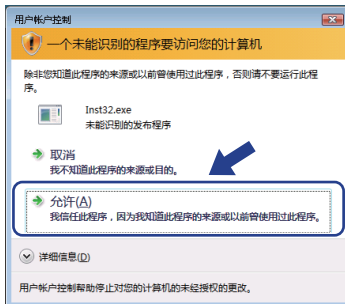 用户帐户控制
一个未能识别的程序要访问您的计算机
除非您知道此程序的来源或以前曾使用过此程序，否则请不要运行此程
序。
Inst32.exe
未能识别的发布程序
取消
我不知道此程序的来源或目的。
允许(A)
我信任此程序，因为我知道此程序的来源或以前曾使用过此程序。
详细信息(D)
用户帐户控制帮助停止对您的计算机的未经授权的更改。